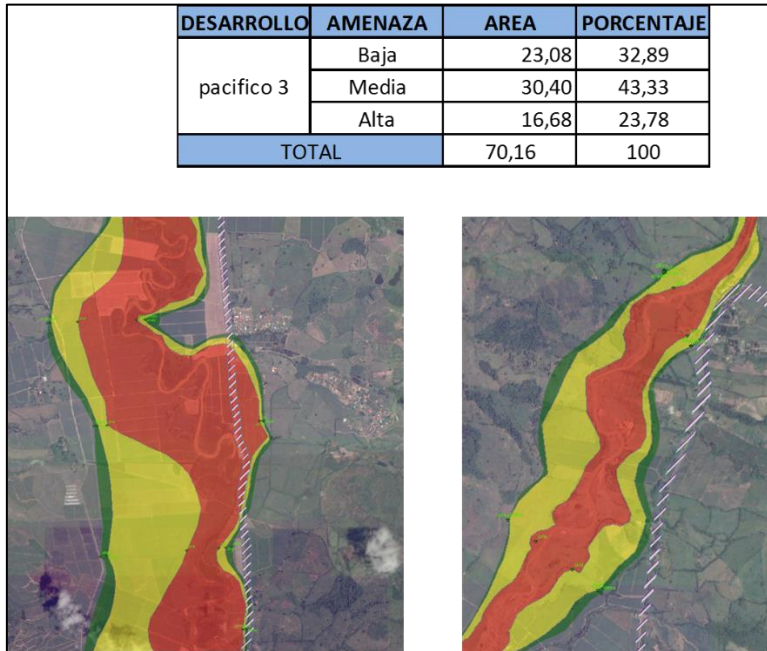 DESARROLLO AMENAZA AREA PORCENTAJE
pacifico 3 Baja 23,08 32,89
Media 30,40 43,33
Alta 16,68 23,78
TOTAL 70,16 100